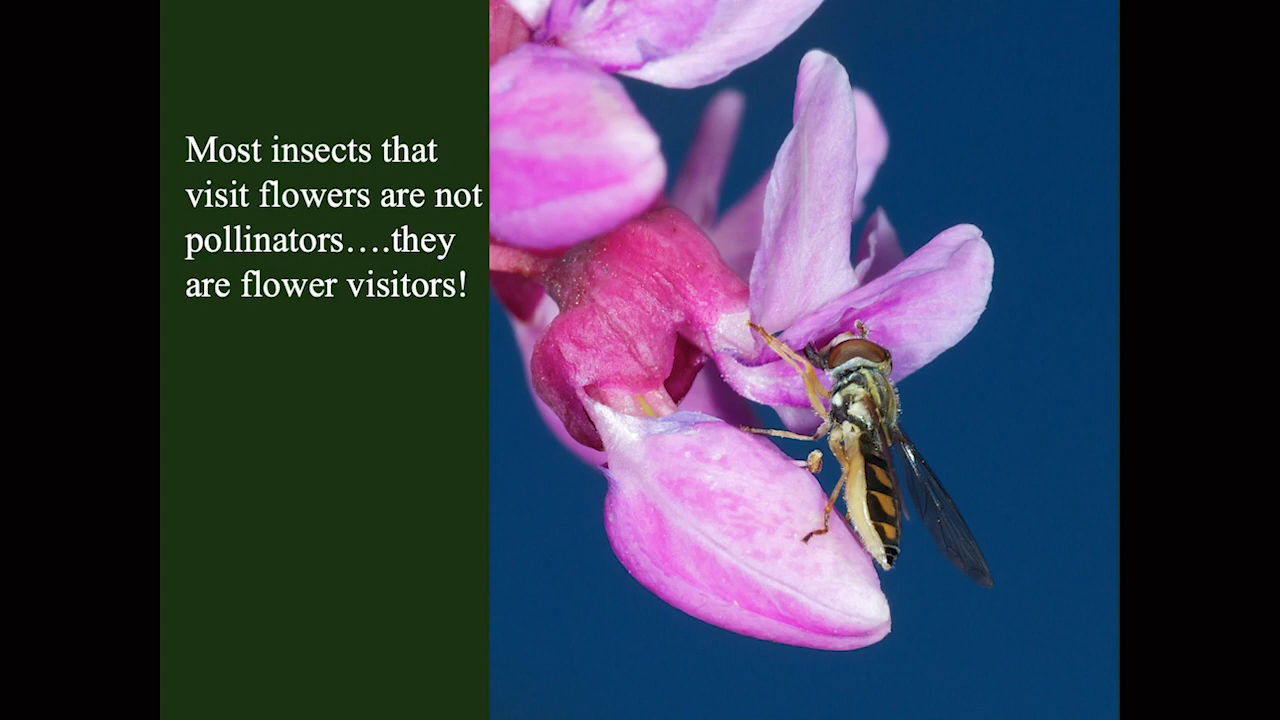 Most insects that
visit flowers are not
pollinators….they
are flower visitors!